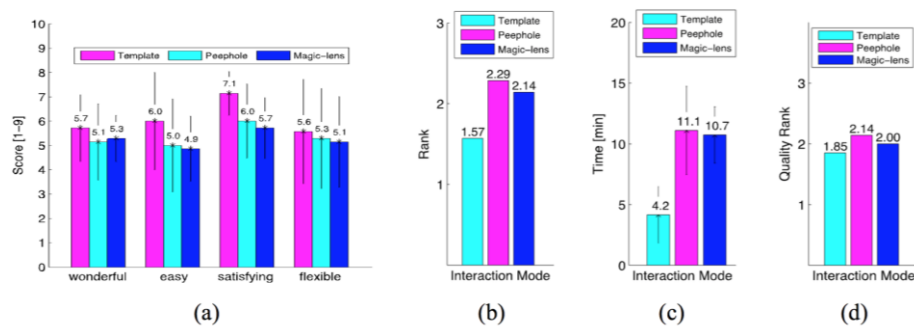 10
9
8
7
6
5
4
3
2
1
0
Score [1-9]
Template Peephole Magic-lens
5.7 5.1 5.3
6.0 5.0 4.9
7.1 6.0 5.7
5.6 5.3 5.1
wonderful easy satisfying flexible
(a)
3
2
1
Rank
Template
Peephole
Magic-lens
1.57 2.29 2.14
Interaction Mode
(b)
20
15
10
5
0
Time [min]
Template
Peephole
Magic-lens
4.2 11.1 10.7
Interaction Mode
(c)
4
3
2
1
0
Quality Rank
Template
Peephole
Magic-lens
1.85 2.14 2.00
Interaction Mode
(d)